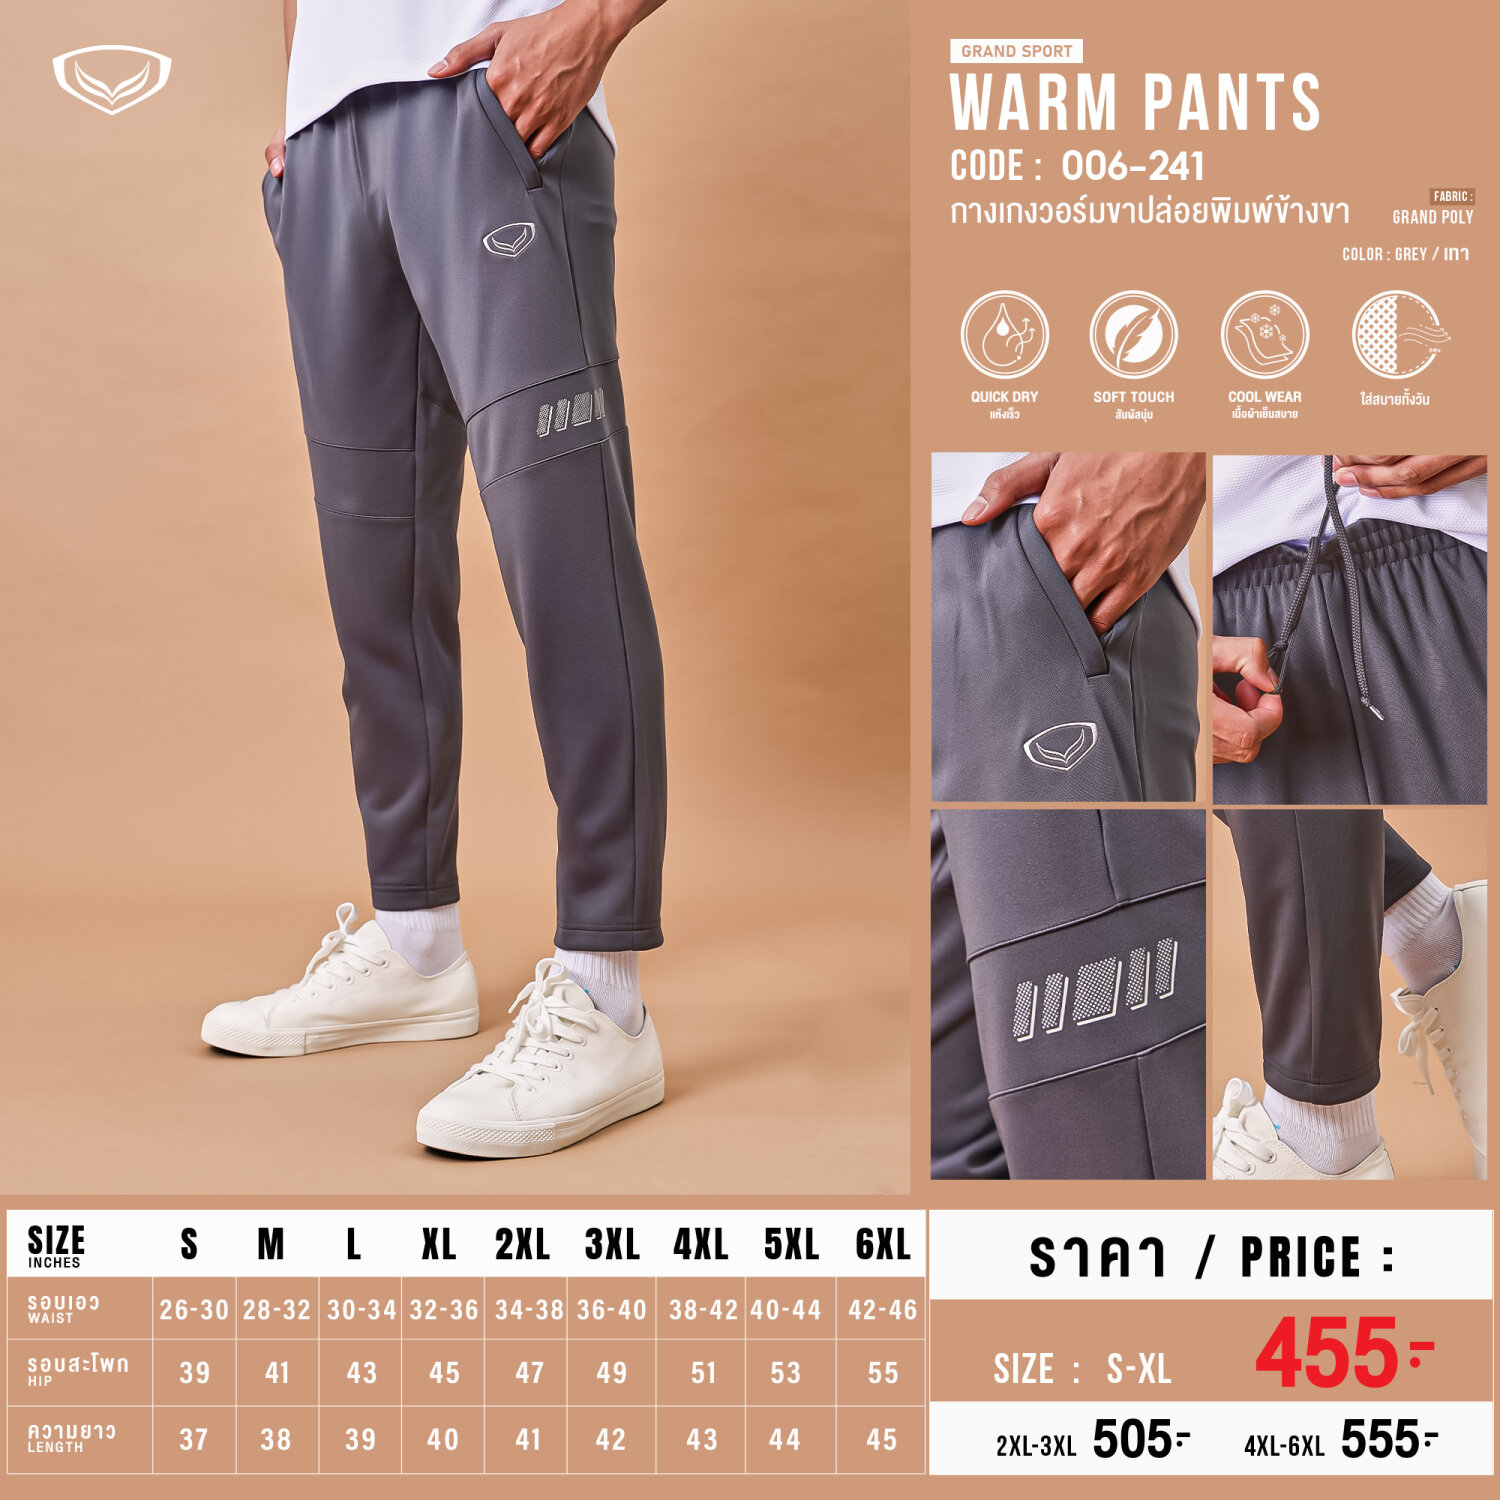 GRAND SPORT
WARM PANTS
CODE : 006-241
กางเกงวอร์มขาปล่อยพิมพ์ข้างขา
FABRIC :
GRAND POLY
COLOR : GREY / เทา
QUICK DRY
แห้งเร็ว
SOFT TOUCH
สัมผัสนุ่ม
COOL WEAR
เนื้อผ้าเย็นสบาย
24hr.
ใส่สบายทั้งวัน
SIZE S M L XL 2XL 3XL 4XL 5XL 6XL
INCHES
รอบเอว 26-30 28-32 30-34 32-36 34-38 36-40 38-42 40-44 42-46
WAIST
รอบสะโพก 39 41 43 45 47 49 51 53 55
HIP
ความยาว 37 38 39 40 41 42 43 44 45
LENGTH
ราคา / PRICE :
SIZE : S-XL 455.-
2XL-3XL 505.- 4XL-6XL 555.-